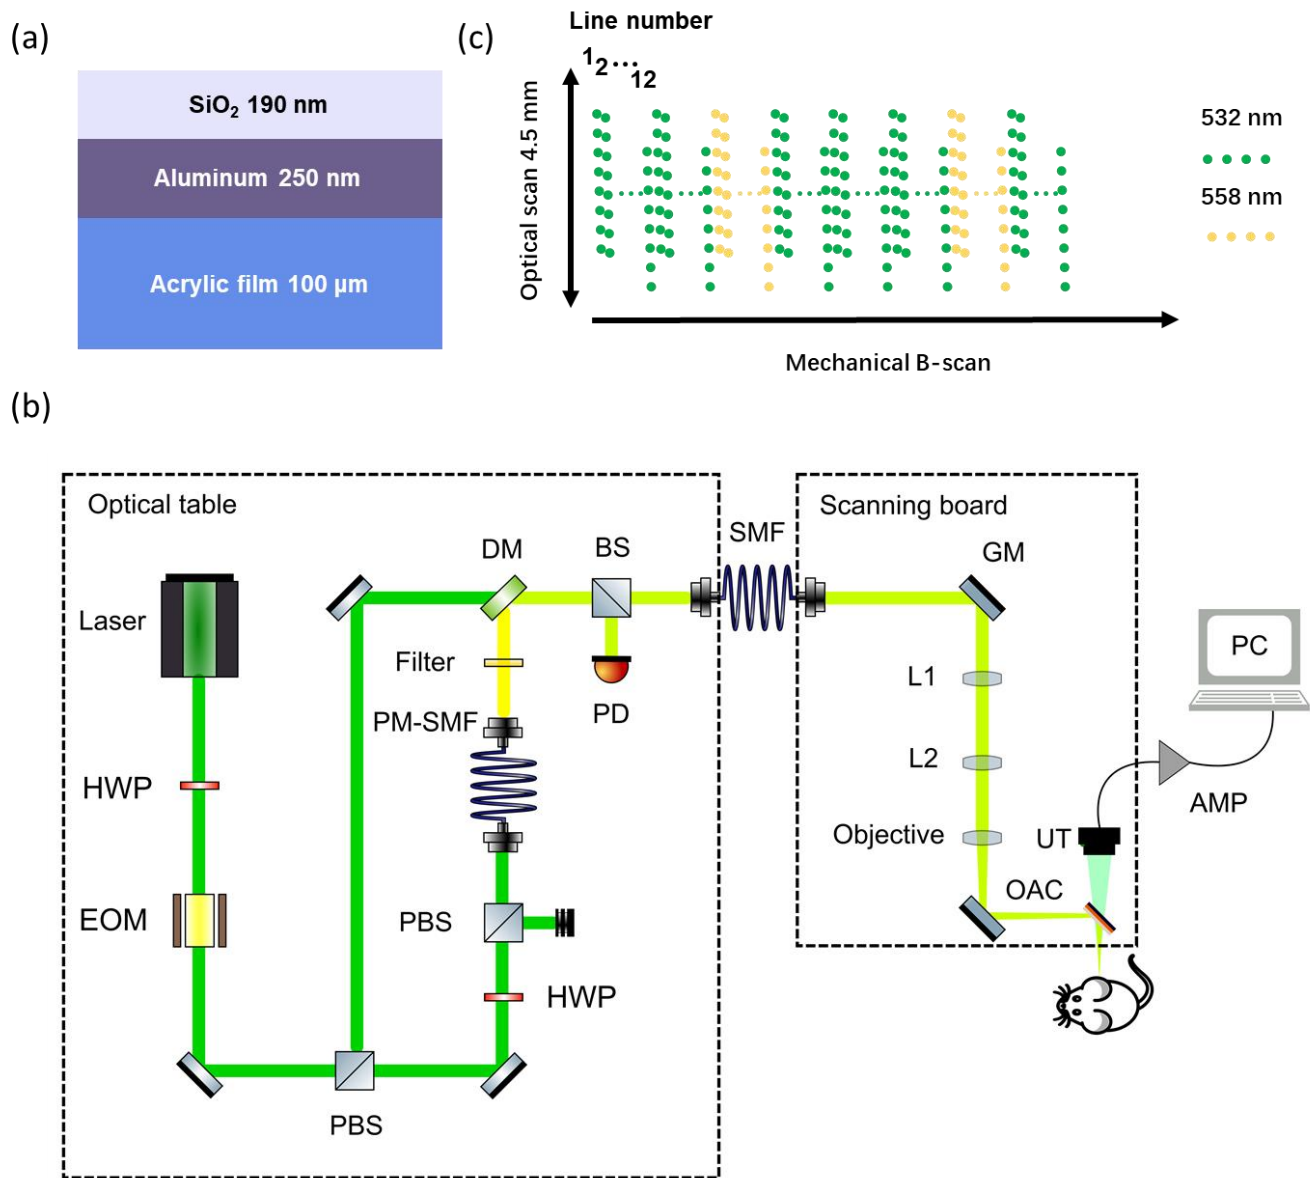 (a)
SiO₂ 190 nm
Aluminum 250 nm
Acrylic film 100 µm
(c)
Line number
1 2 ... 12
Optical scan 4.5 mm
Mechanical B-scan
532 nm
558 nm
(b)
Optical table
Laser
HWP
EOM
PBS
DM
Filter
PM-SMF
PBS
HWP
BS
PD
SMF
Scanning board
GM
L1
L2
Objective
OAC
UT
AMP
PC